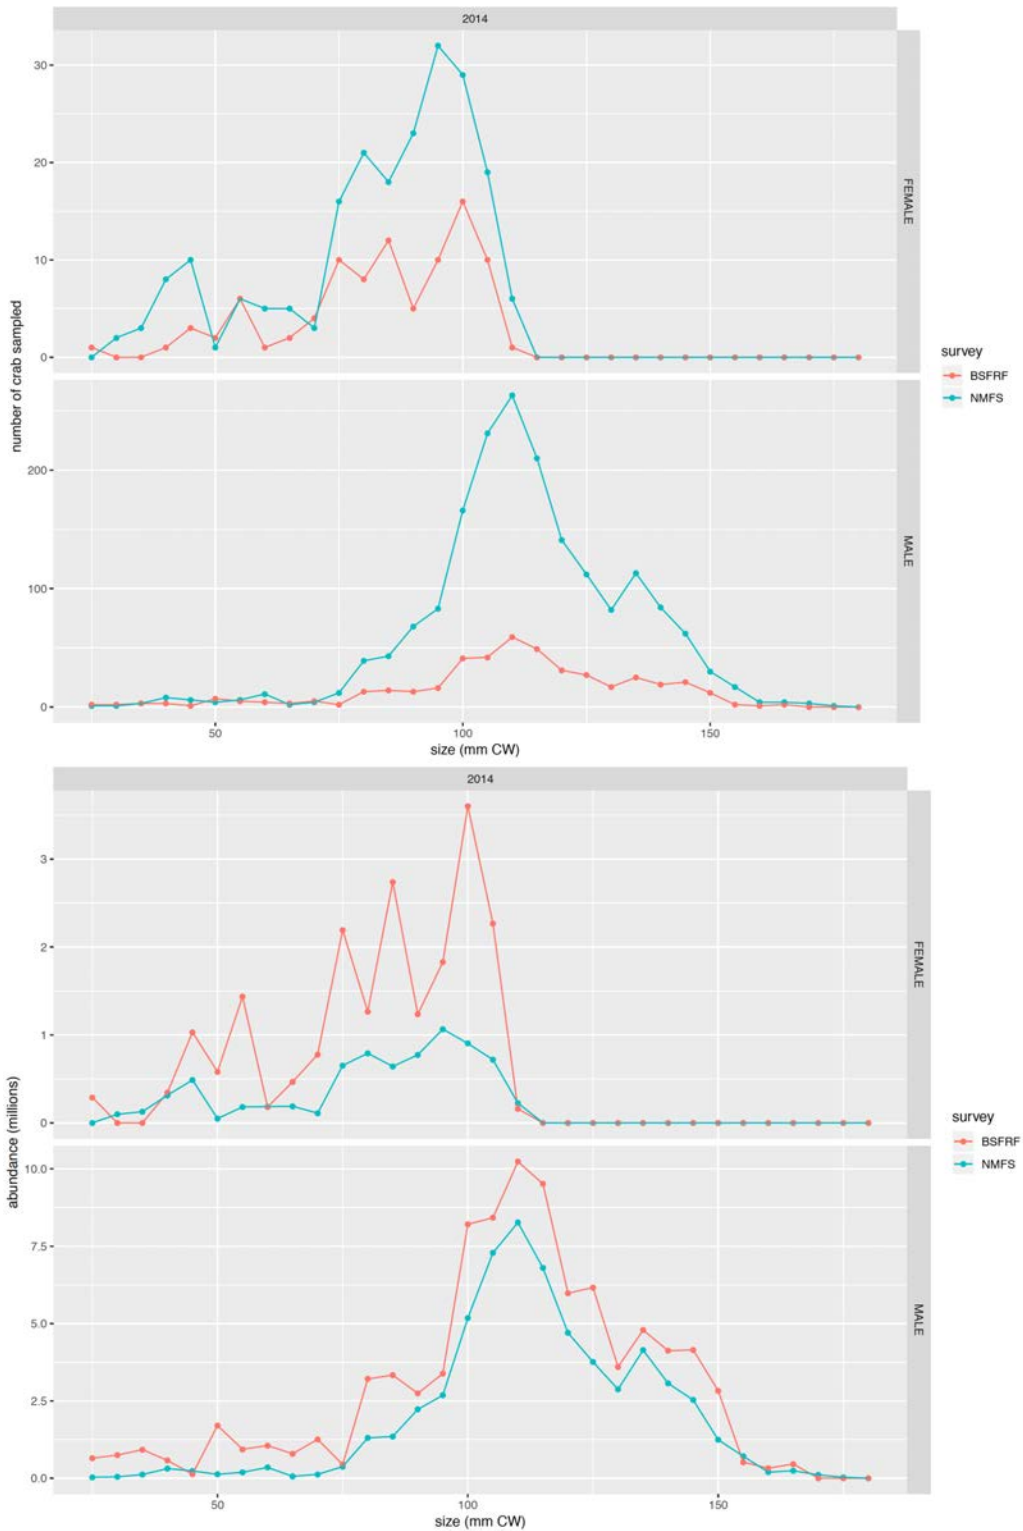 2014
30
20
10
0
FEMALE
number of crab sampled
200
100
0
MALE
50 100 150
size (mm CW)
survey
BSFRF
NMFS
2014
3
2
1
0
FEMALE
abundance (millions)
10.0
7.5
5.0
2.5
0.0
MALE
50 100 150
size (mm CW)
survey
BSFRF
NMFS